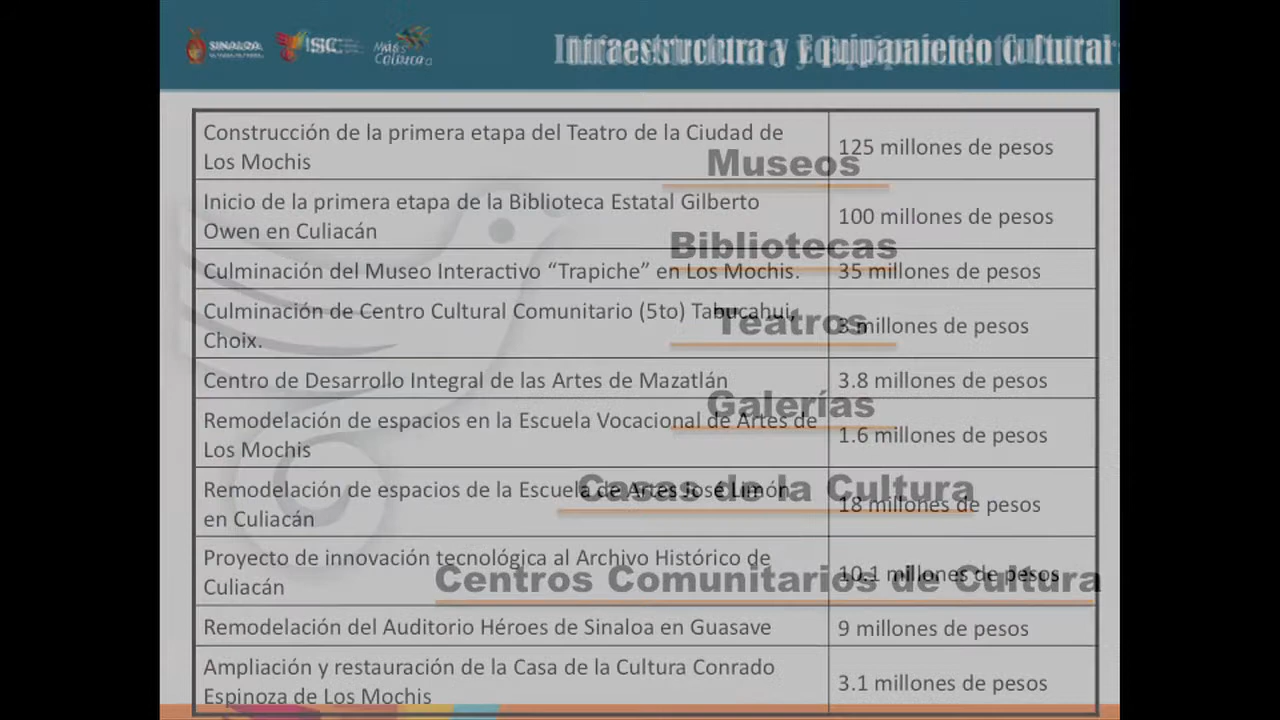 SINALOA
ISC
Más Cultura
Infraestructura y Equipamiento Cultural
Construcción de la primera etapa del Teatro de la Ciudad de
Los Mochis
125 millones de pesos
Museos
Inicio de la primera etapa de la Biblioteca Estatal Gilberto
Owen en Culiacán
100 millones de pesos
Bibliotecas
Culminación del Museo Interactivo “Trapiche” en Los Mochis.
35 millones de pesos
Culminación de Centro Cultural Comunitario (5to) Tabucahui,
Choix.
3 millones de pesos
Teatros
Centro de Desarrollo Integral de las Artes de Mazatlán
3.8 millones de pesos
Galerías
Remodelación de espacios en la Escuela Vocacional de Artes de
Los Mochis
1.6 millones de pesos
Remodelación de espacios de la Escuela de Artes José Limón
en Culiacán
18 millones de pesos
Casas de la Cultura
Proyecto de innovación tecnológica al Archivo Histórico de
Culiacán
10.1 millones de pesos
Centros Comunitarios de Cultura
Remodelación del Auditorio Héroes de Sinaloa en Guasave
9 millones de pesos
Ampliación y restauración de la Casa de la Cultura Conrado
Espinoza de Los Mochis
3.1 millones de pesos